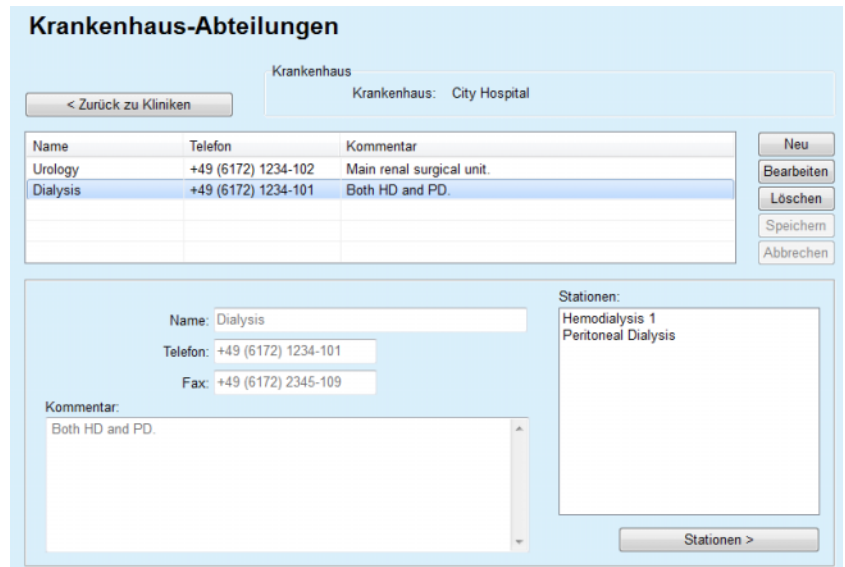 Krankenhaus-Abteilungen
Krankenhaus
< Zurück zu Kliniken
Krankenhaus: City Hospital
Name Telefon Kommentar
Urology +49 (6172) 1234-102 Main renal surgical unit.
Dialysis +49 (6172) 1234-101 Both HD and PD.
Neu
Bearbeiten
Löschen
Speichern
Abbrechen
Name: Dialysis
Telefon: +49 (6172) 1234-101
Fax: +49 (6172) 2345-109
Kommentar:
Both HD and PD.
Stationen:
Hemodialysis 1
Peritoneal Dialysis
Stationen >